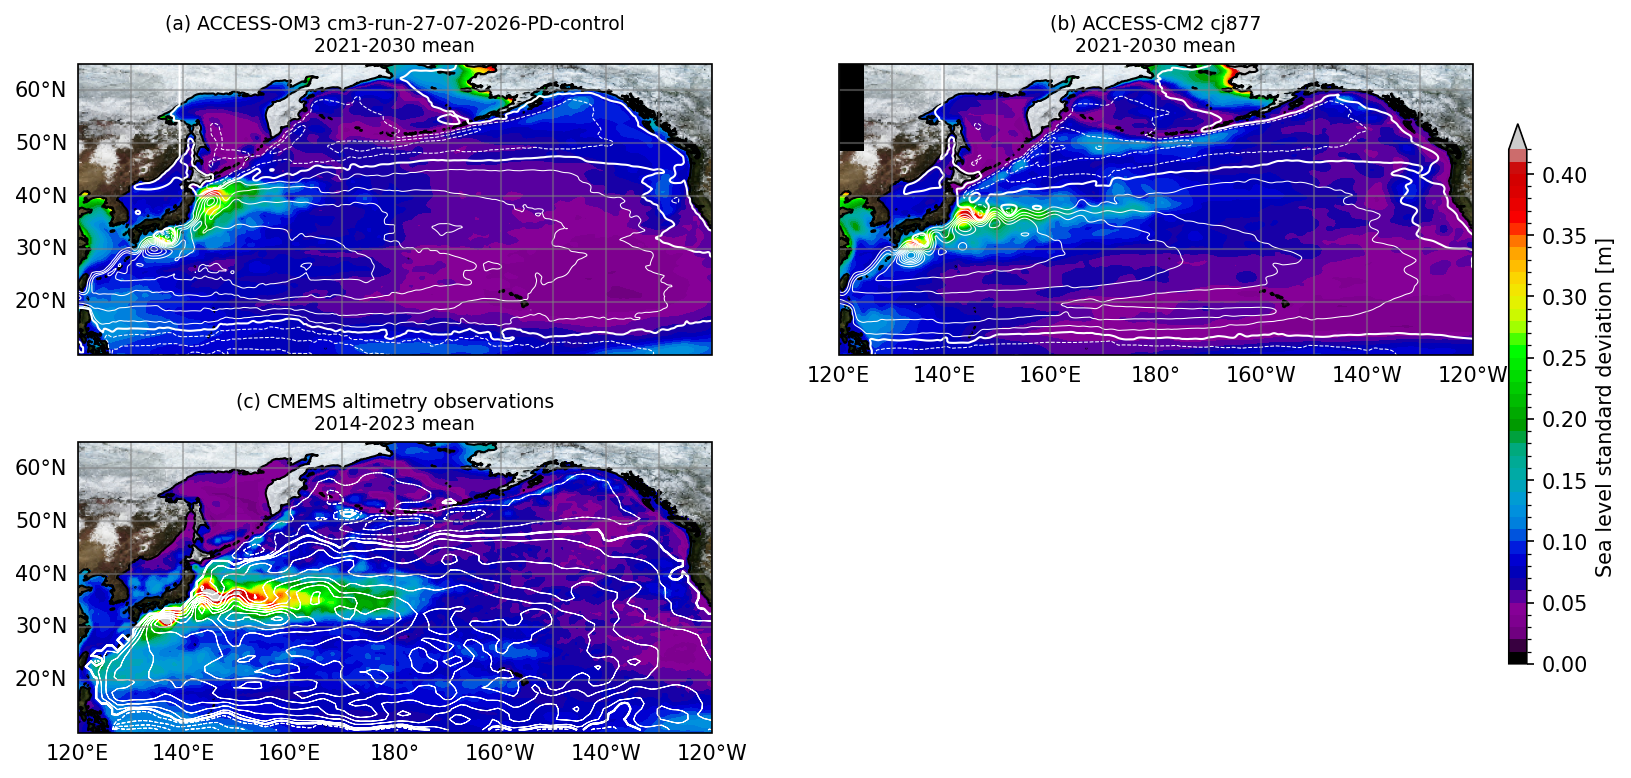 (a) ACCESS-OM3 cm3-run-27-07-2026-PD-control
2021-2030 mean
(b) ACCESS-CM2 cj877
2021-2030 mean
60°N
50°N
40°N
30°N
20°N
120°E 140°E 160°E 180° 160°W 140°W 120°W
(c) CMEMS altimetry observations
2014-2023 mean
60°N
50°N
40°N
30°N
20°N
120°E 140°E 160°E 180° 160°W 140°W 120°W
0.40
0.35
0.30
0.25
0.20
0.15
0.10
0.05
0.00
Sea level standard deviation [m]